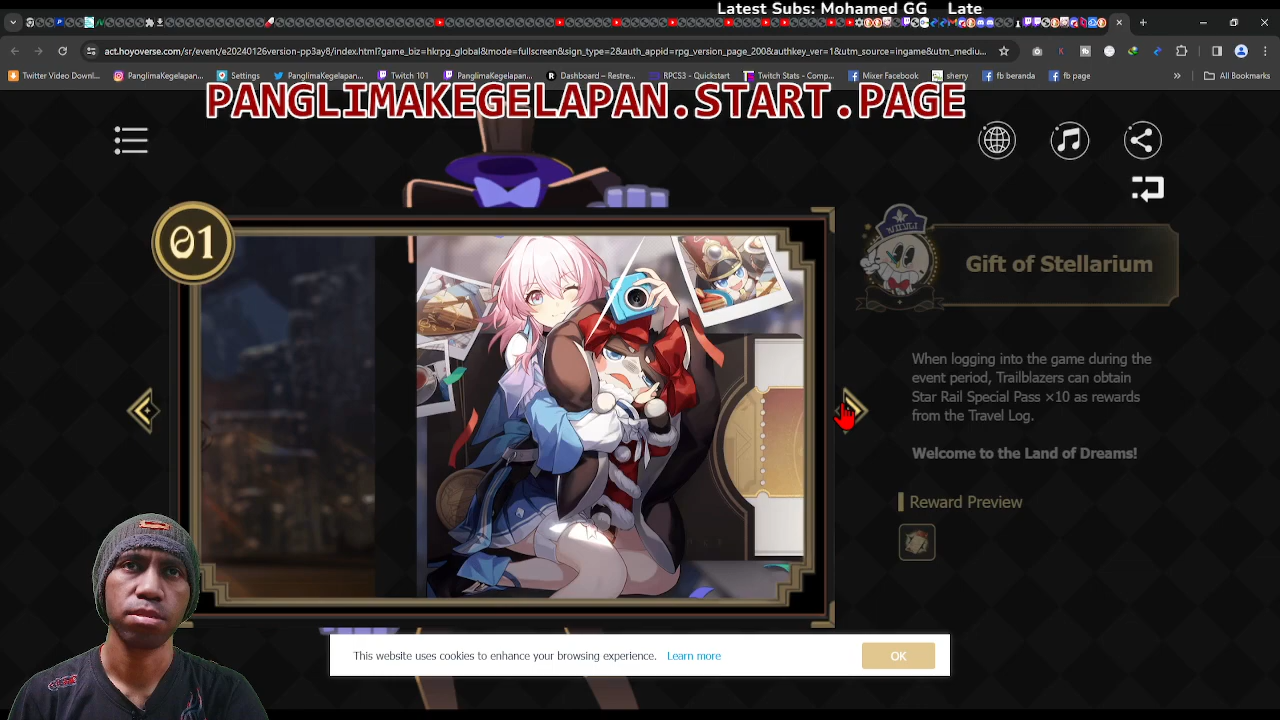 Latest Subs: Mohamed GG Late
act.hoyoverse.com/sr/event/e20240126version-pp3ay8/index.html?game_biz=hkrpg_global&mode=fullscreen&sign_type=2&auth_appid=rpg_version_page_200&authkey_ver=1&utm_source=ingame&utm_mediu...
Twitter Video Downl... PanglimaKegelapan... Settings PanglimaKegelapan... Twitch 101 PanglimaKegelapan... Dashboard – Restre... RPCS3 - Quickstart Twitch Stats - Comp... Mixer Facebook sherry fb beranda fb page » All Bookmarks
PANGLIMAKEGELAPAN.START.PAGE
01
Gift of Stellarium
When logging into the game during the
event period, Trailblazers can obtain
Star Rail Special Pass ×10 as rewards
from the Travel Log.
Welcome to the Land of Dreams!
Reward Preview
This website uses cookies to enhance your browsing experience. Learn more OK